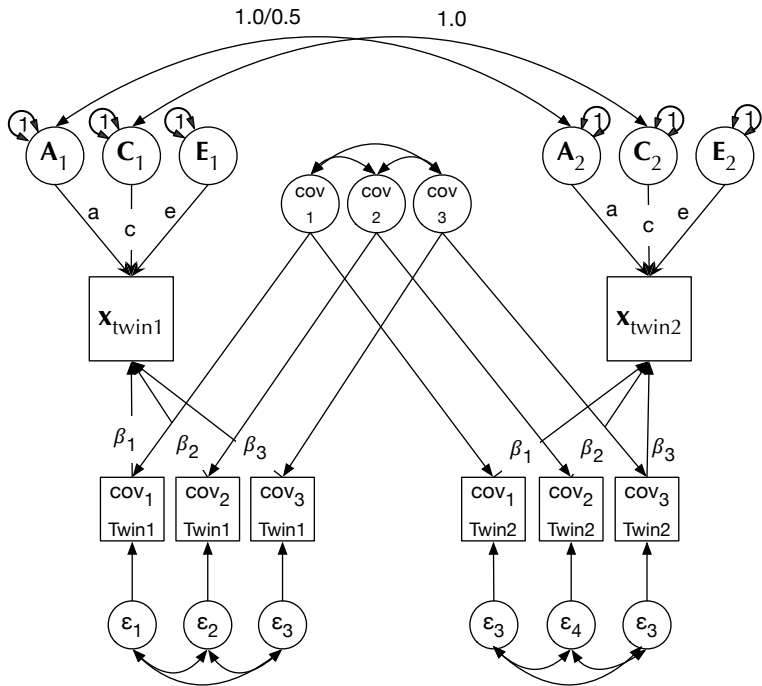 1.0/0.5 1.0
1 1 1 1 1 1
A1 C1 E1 A2 C2 E2
cov cov cov
1 2 3
a c e a c e
xtwin1 xtwin2
β1 β2 β3 β1 β2 β3
cov1 cov2 cov3 cov1 cov2 cov3
Twin1 Twin1 Twin1 Twin2 Twin2 Twin2
ε1 ε2 ε3 ε3 ε4 ε3